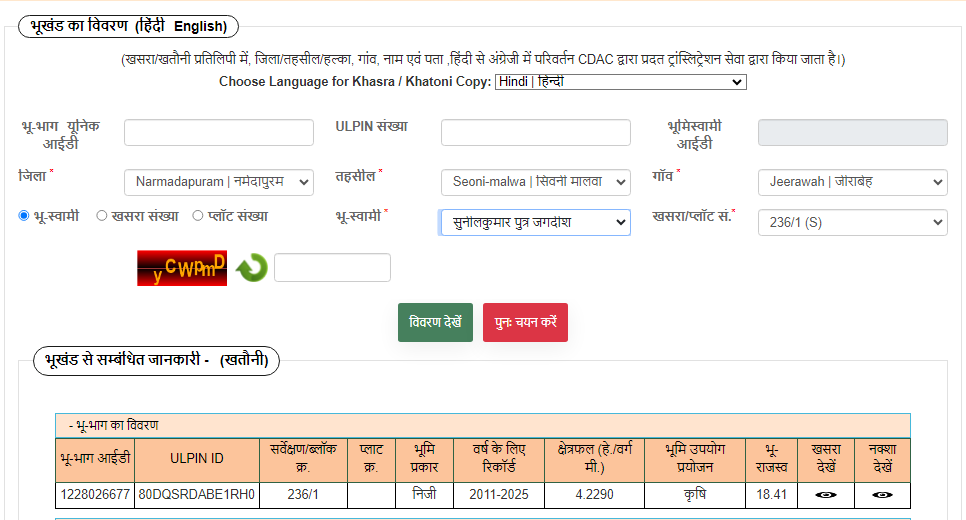 भूखंड का विवरण (हिंदी English)
(खसरा/खतौनी प्रतिलिपी में, जिला/तहसील/हल्का, गांव, नाम एवं पता ,हिंदी से अंग्रेजी में परिवर्तन CDAC द्वारा प्रदत ट्रांस्लिट्रेशन सेवा द्वारा किया जाता है।)
Choose Language for Khasra / Khatoni Copy: Hindi | हिन्दी
भू-भाग यूनिक आईडी ULPIN संख्या भूमिस्वामी आईडी
जिला * Narmadapuram | नर्मदापुरम तहसील * Seoni-malwa | सिवनी मालवा गाँव * Jeerawah | जीराबेह
भू-स्वामी खसरा संख्या प्लॉट संख्या भू-स्वामी * सुनीलकुमार पुत्र जगदीश खसरा/प्लॉट सं.* 236/1 (S)
yCWpmD
विवरण देखें पुनः चयन करें
भूखंड से सम्बंधित जानकारी - (खतौनी)
- भू-भाग का विवरण
भू-भाग आईडी ULPIN ID सर्वेक्षण/ब्लॉक क्र. प्लाट क्र. भूमि प्रकार वर्ष के लिए रिकॉर्ड क्षेत्रफल (हे./वर्ग मी.) भूमि उपयोग प्रयोजन भू-राजस्व खसरा देखें नक्शा देखें
1228026677 80DQSRDABE1RH0 236/1 निजी 2011-2025 4.2290 कृषि 18.41